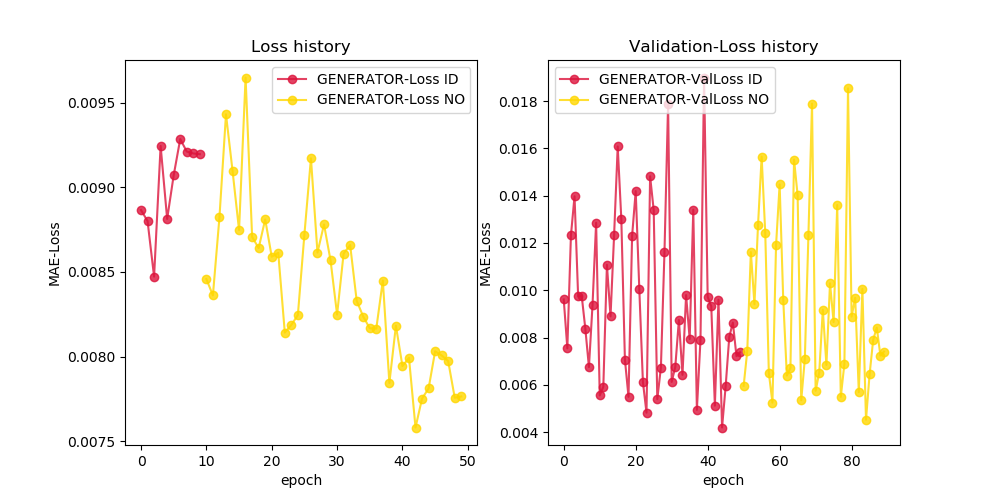 Loss history
GENERATOR-Loss ID
GENERATOR-Loss NO
MAE-Loss
0.0095
0.0090
0.0085
0.0080
0.0075
0
10
20
30
40
50
epoch
Validation-Loss history
GENERATOR-ValLoss ID
GENERATOR-ValLoss NO
MAE-Loss
0.018
0.016
0.014
0.012
0.010
0.008
0.006
0.004
0
20
40
60
80
epoch